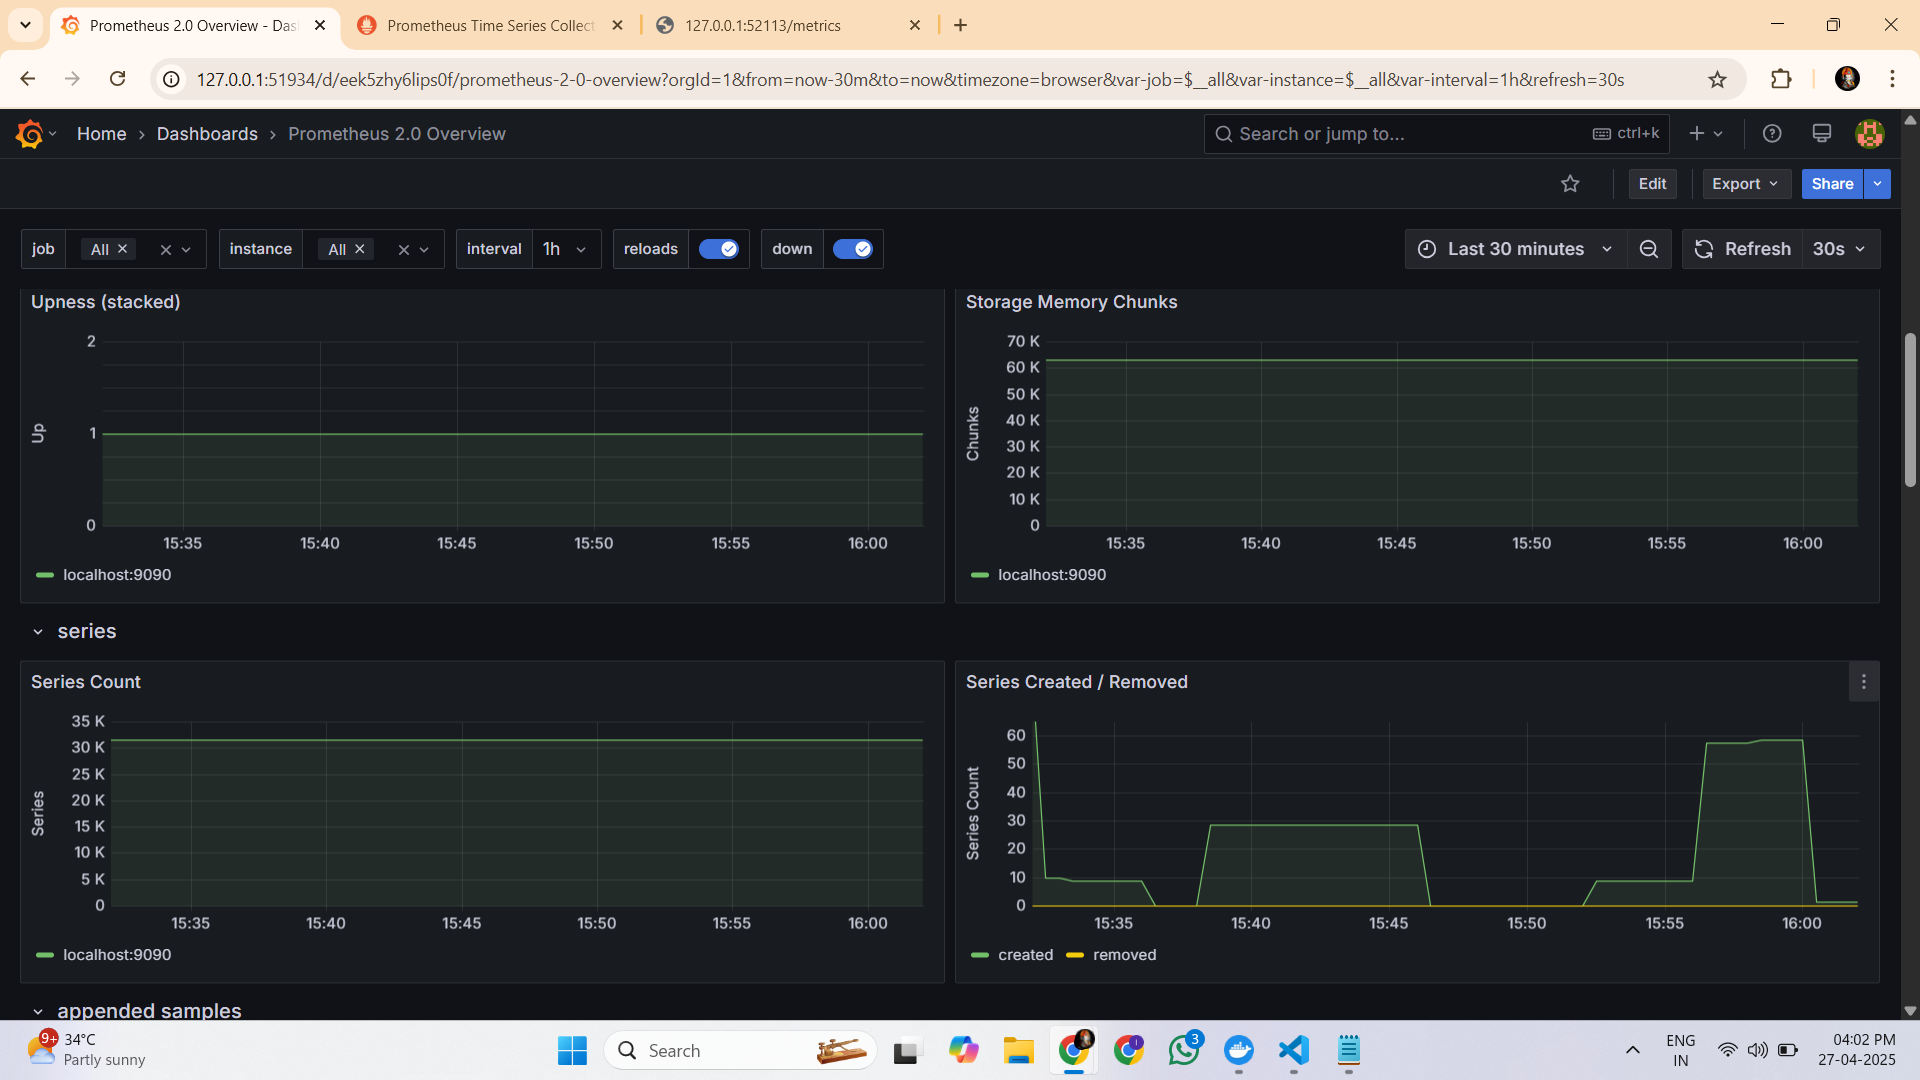 Prometheus 2.0 Overview - Das
Prometheus Time Series Collect
127.0.0.1:52113/metrics
127.0.0.1:51934/d/eek5zhy6lips0f/prometheus-2-0-overview?orgId=1&from=now-30m&to=now&timezone=browser&var-job=$__all&var-instance=$__all&var-interval=1h&refresh=30s
Home › Dashboards › Prometheus 2.0 Overview
Search or jump to... ctrl+k
Edit Export Share
job All instance All interval 1h reloads down Last 30 minutes Refresh 30s
Upness (stacked)
2
1
0
Up
15:35 15:40 15:45 15:50 15:55 16:00
localhost:9090
Storage Memory Chunks
70 K
60 K
50 K
40 K
30 K
20 K
10 K
0
Chunks
15:35 15:40 15:45 15:50 15:55 16:00
localhost:9090
series
Series Count
35 K
30 K
25 K
20 K
15 K
10 K
5 K
0
Series
15:35 15:40 15:45 15:50 15:55 16:00
localhost:9090
Series Created / Removed
60
50
40
30
20
10
0
Series Count
15:35 15:40 15:45 15:50 15:55 16:00
created removed
appended samples
9+
34°C
Partly sunny
Search
3
ENG
IN
04:02 PM
27-04-2025